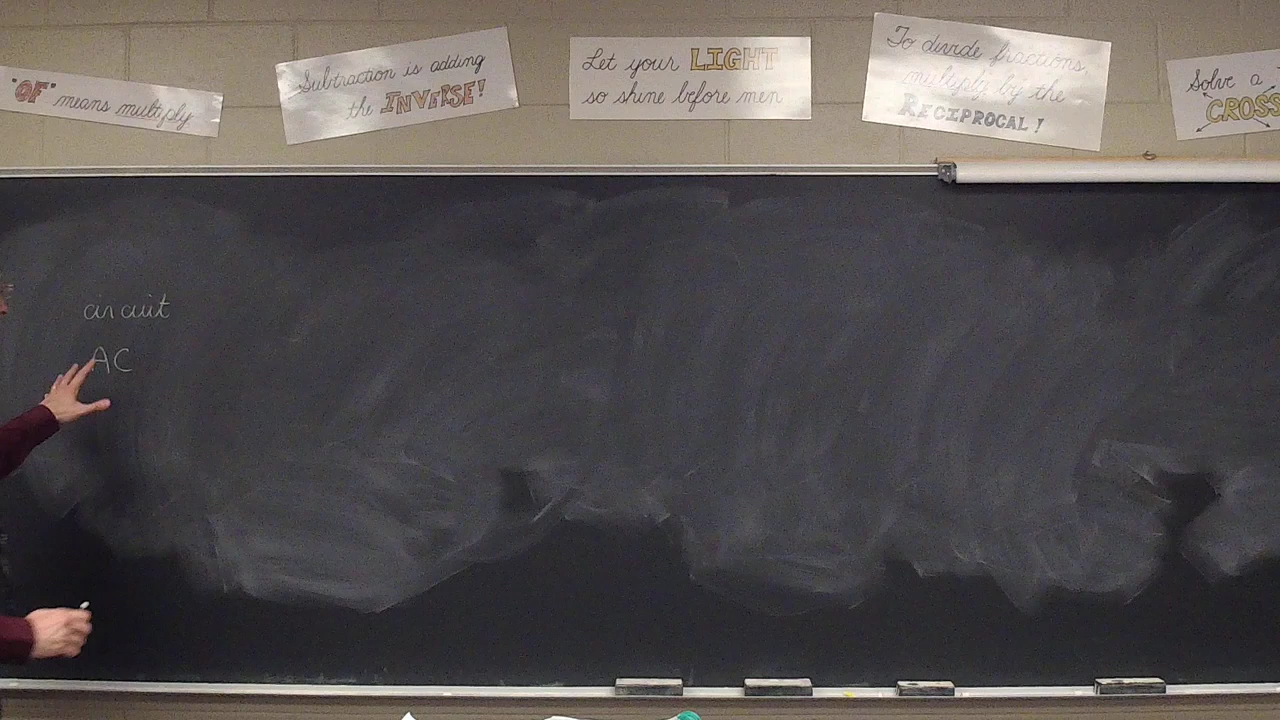 "OF" means multiply
Subtraction is adding
the INVERSE!
Let your LIGHT
so shine before men
To divide fractions,
multiply by the
RECIPROCAL!
Solve a
CROSS
circuit
AC